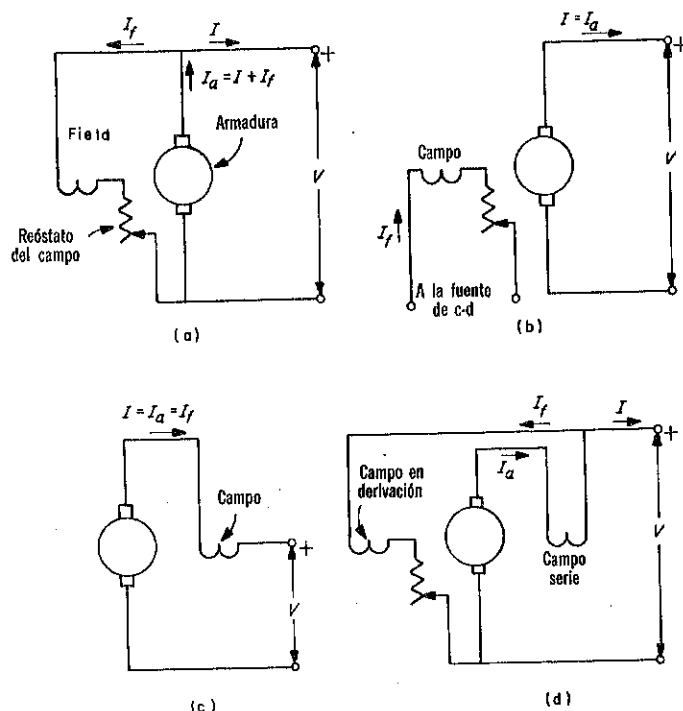 I_f
I
+
I_a = I + I_f
Field
Armadura
V
Reóstato
del campo
(a)
I = I_a
+
Campo
V
I_f
A la fuente
de c-d
(b)
I = I_a = I_f
Campo
+
V
(c)
I_f
I
+
I_a
Campo en
derivación
V
Campo
serie
(d)